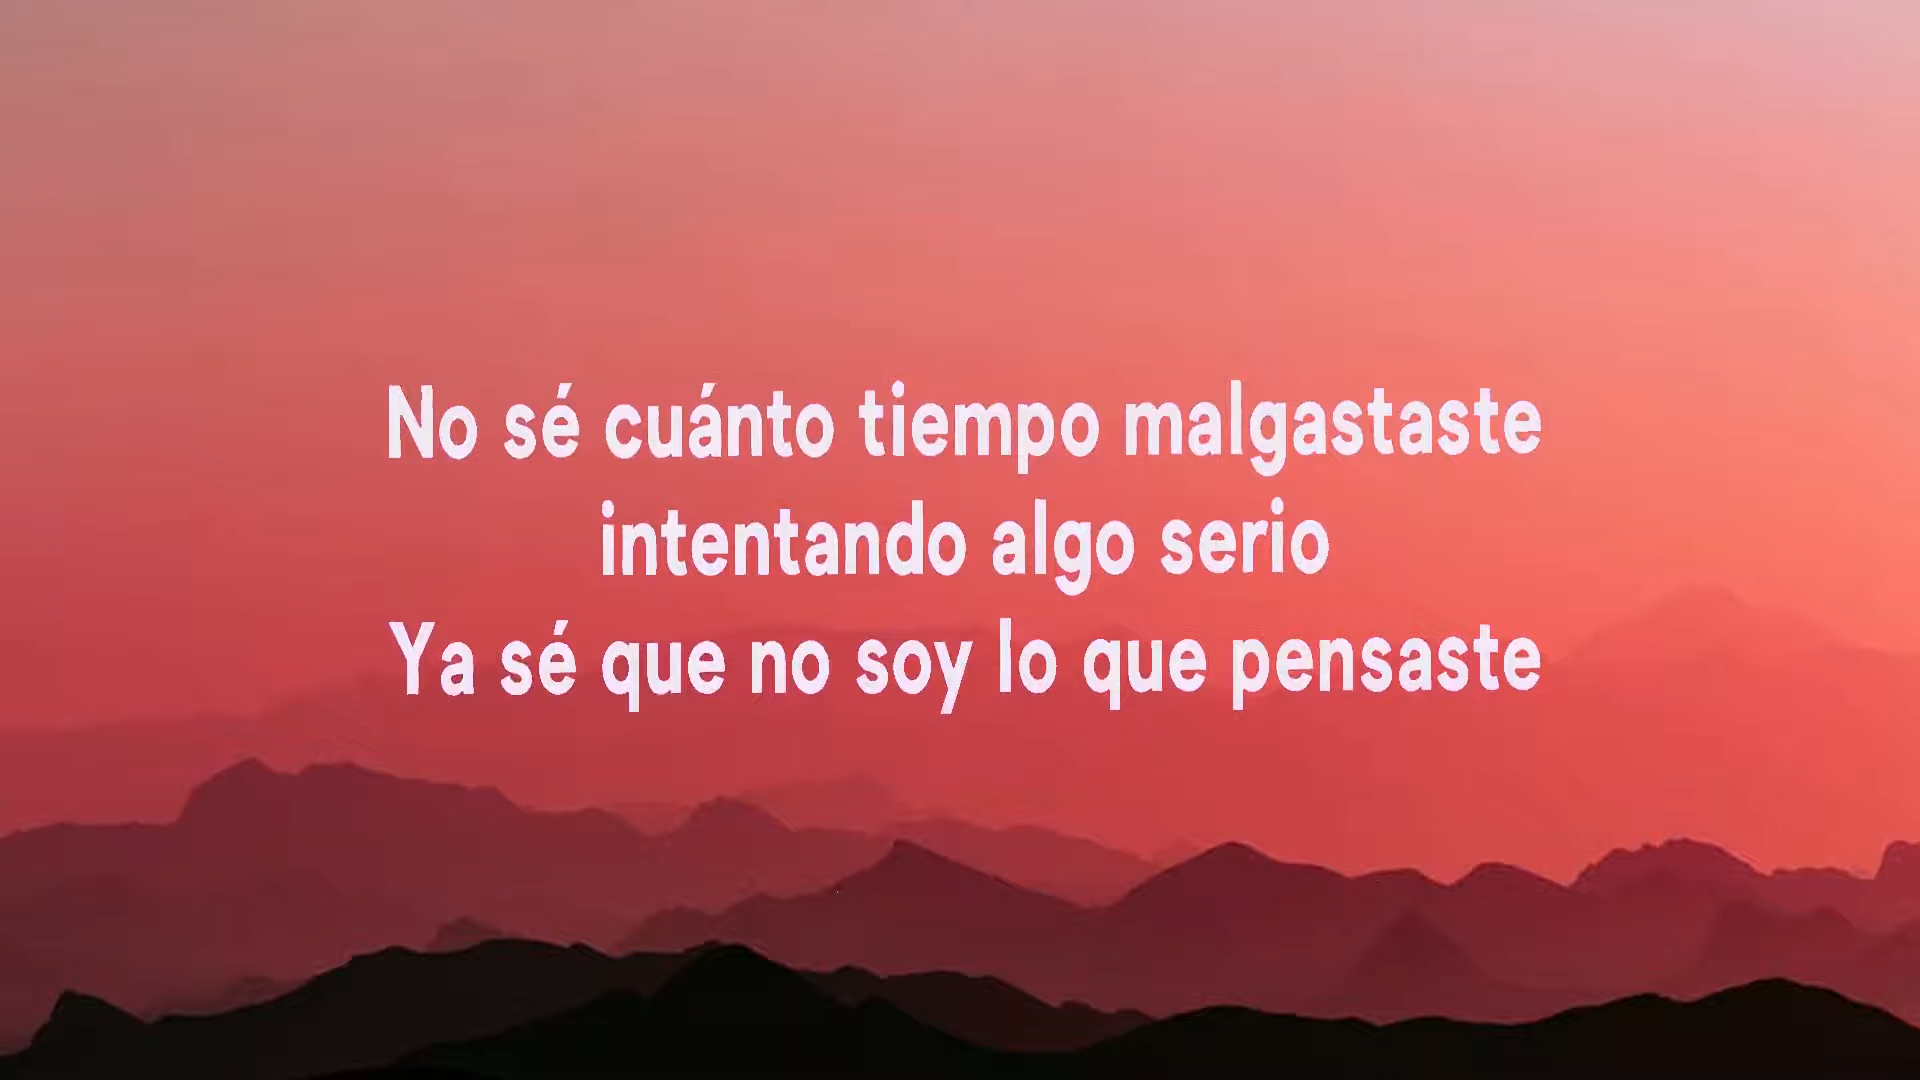 No sé cuánto tiempo malgastaste
intentando algo serio
Ya sé que no soy lo que pensaste